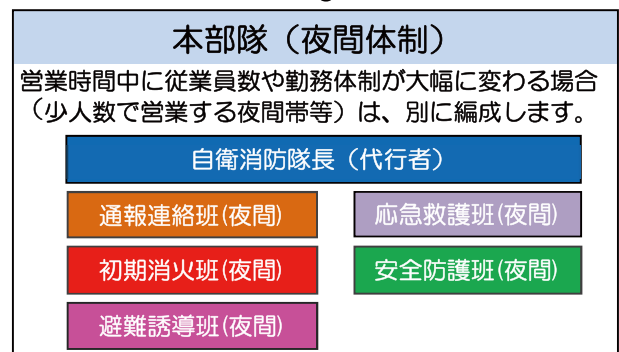 本部隊（夜間体制）
営業時間中に従業員数や勤務体制が大幅に変わる場合
（少人数で営業する夜間帯等）は、別に編成します。
自衛消防隊長（代行者）
通報連絡班(夜間)
応急救護班(夜間)
初期消火班(夜間)
安全防護班(夜間)
避難誘導班(夜間)